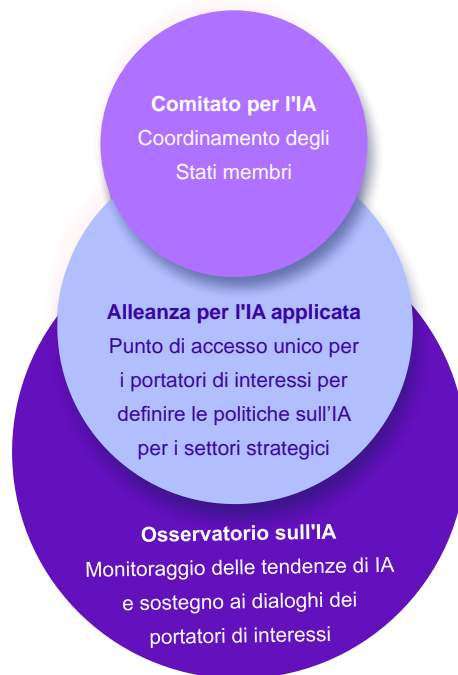 Comitato per l'IA
Coordinamento degli
Stati membri
Alleanza per l'IA applicata
Punto di accesso unico per
i portatori di interessi per
definire le politiche sull’IA
per i settori strategici
Osservatorio sull'IA
Monitoraggio delle tendenze di IA
e sostegno ai dialoghi dei
portatori di interessi